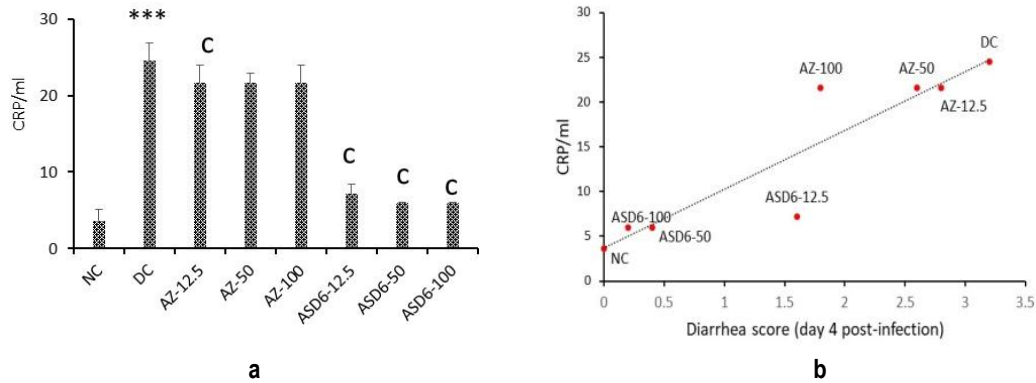 30
20
10
0
CRP/ml
***
C
C
C
C
NC
DC
AZ-12.5
AZ-50
AZ-100
ASD6-12.5
ASD6-50
ASD6-100
a
30
25
20
15
10
5
0
CRP/ml
DC
AZ-100
AZ-50
AZ-12.5
ASD6-12.5
ASD6-100
ASD6-50
NC
0 0.5 1 1.5 2 2.5 3 3.5
Diarrhea score (day 4 post-infection)
b